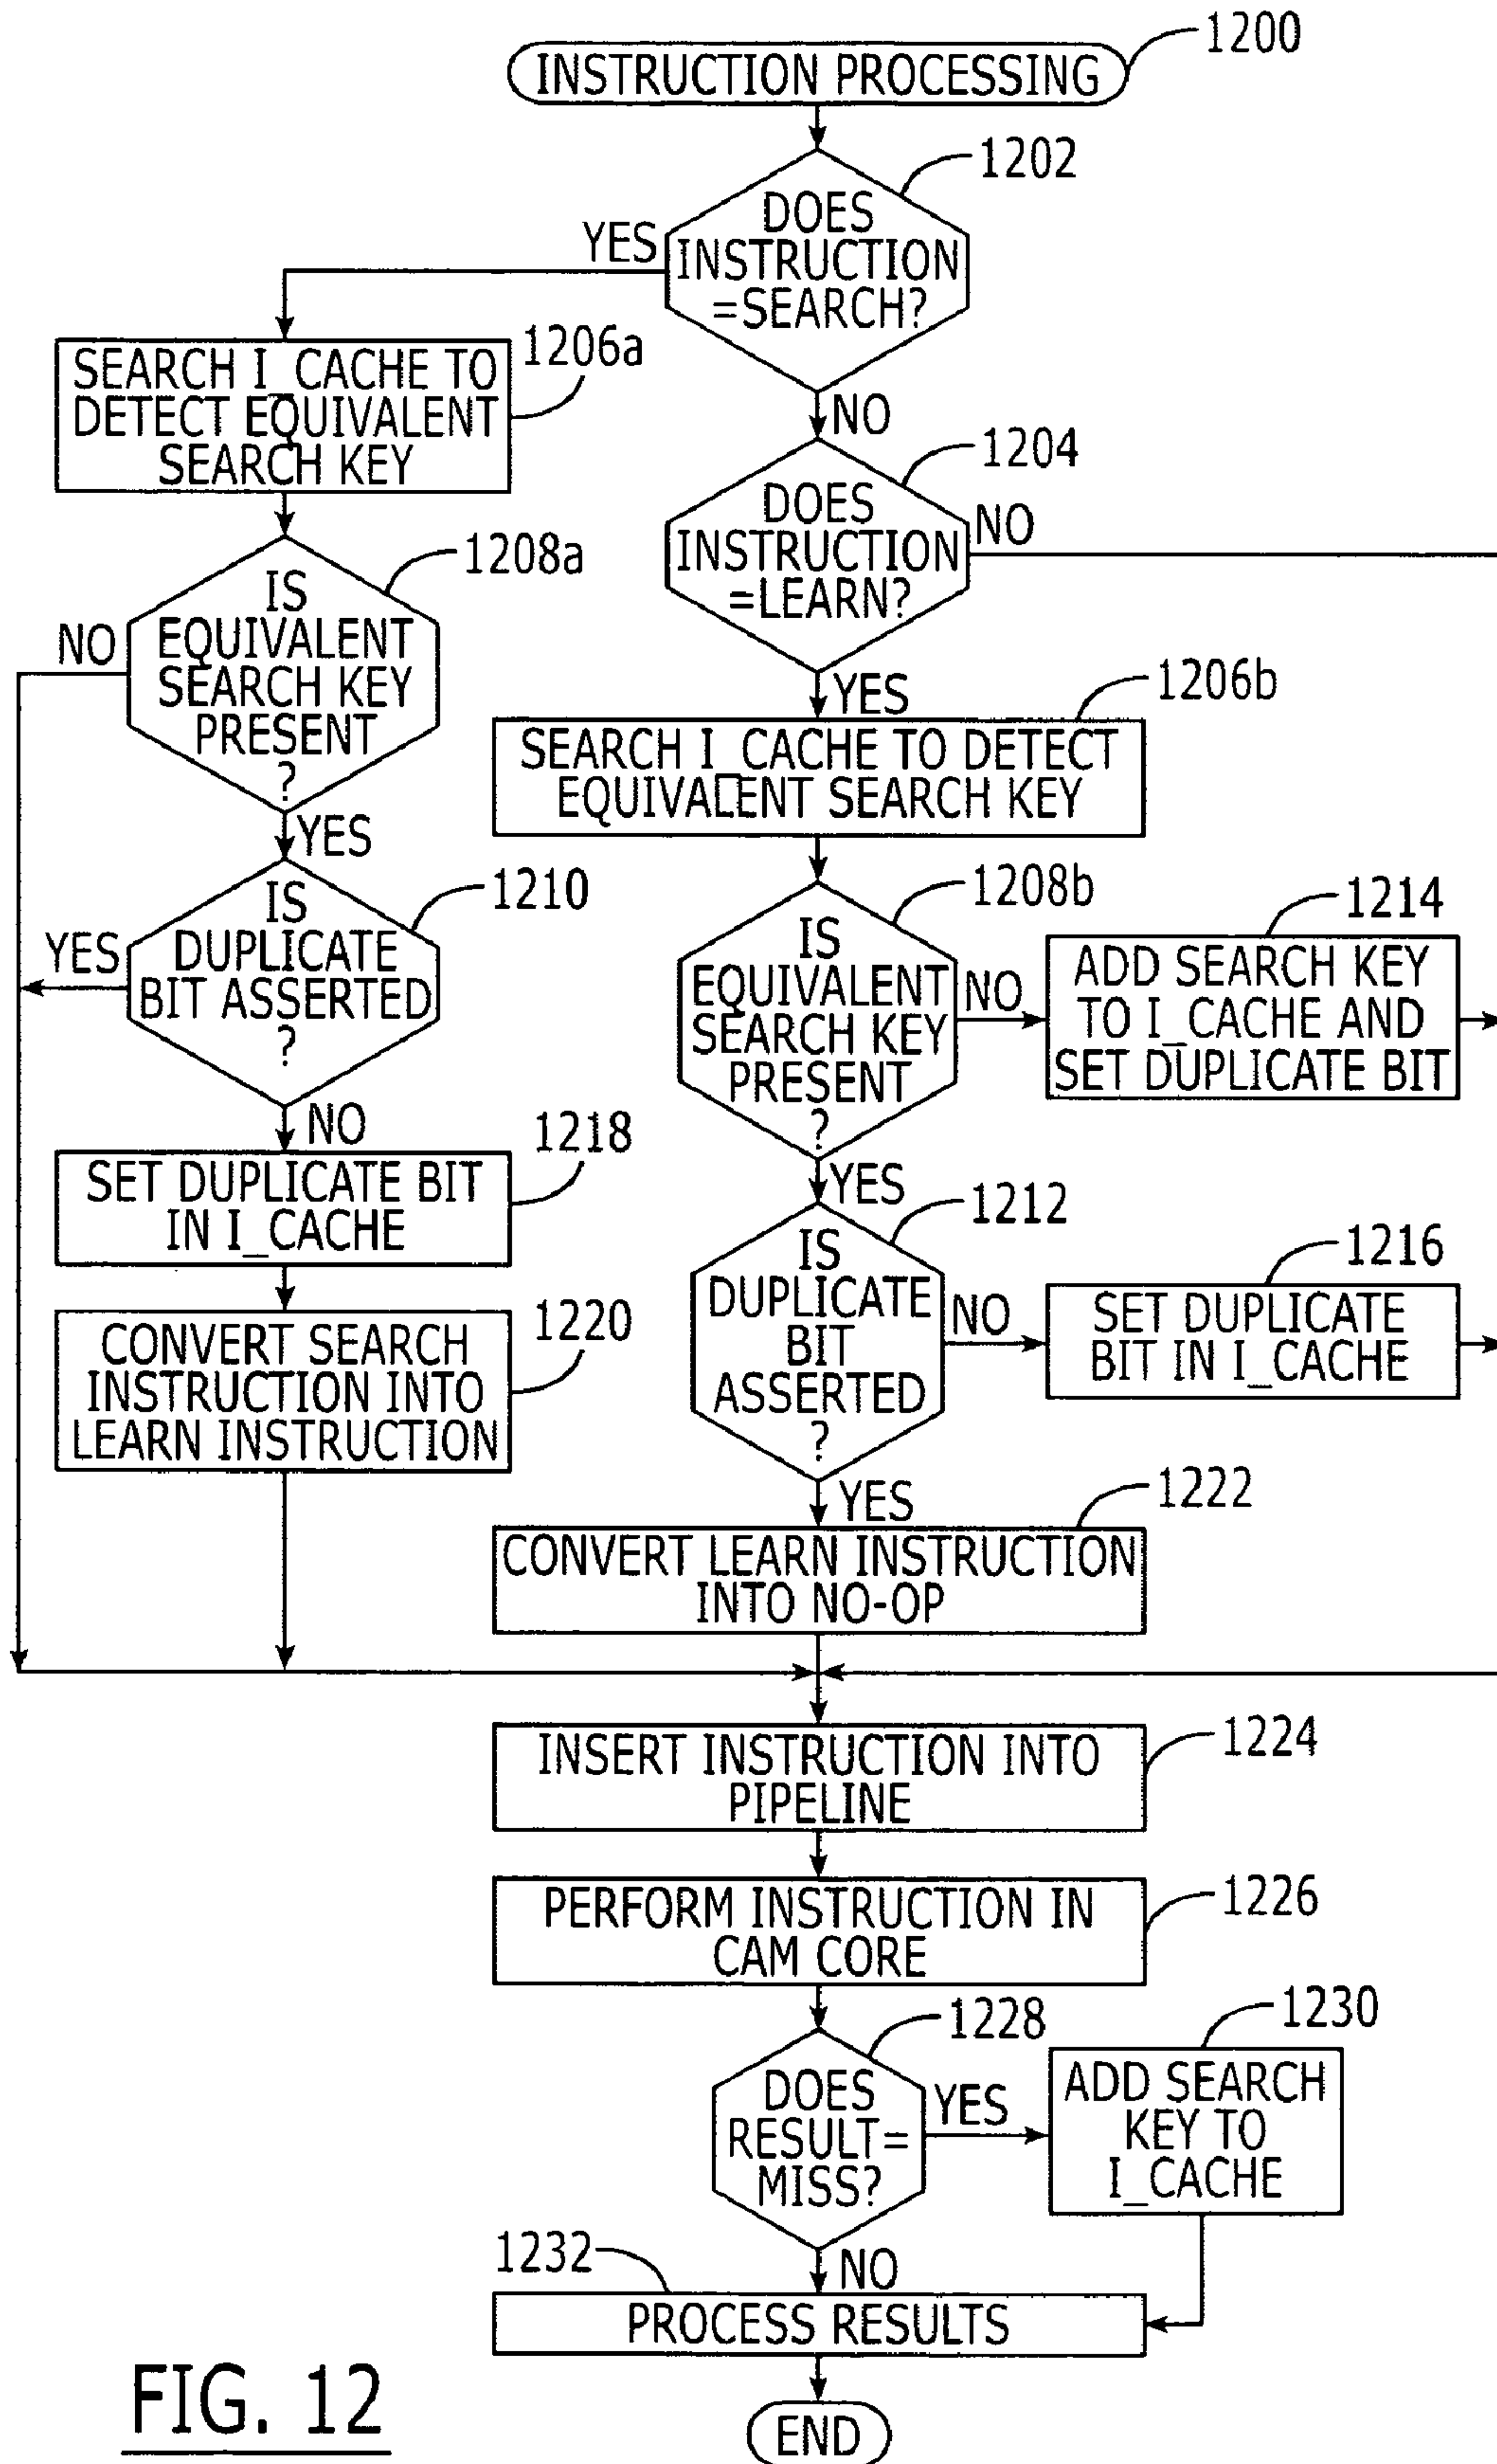 1200
INSTRUCTION PROCESSING
1202
DOES
INSTRUCTION
=SEARCH?
YES
NO
1206a
SEARCH I_CACHE TO
DETECT EQUIVALENT
SEARCH KEY
1204
DOES
INSTRUCTION
=LEARN?
NO
YES
1208a
IS
EQUIVALENT
SEARCH KEY
PRESENT
?
NO
YES
1206b
SEARCH I_CACHE TO DETECT
EQUIVALENT SEARCH KEY
1210
IS
DUPLICATE
BIT ASSERTED
?
YES
NO
1208b
IS
EQUIVALENT
SEARCH KEY
PRESENT
?
NO
YES
1214
ADD SEARCH KEY
TO I_CACHE AND
SET DUPLICATE BIT
1218
SET DUPLICATE BIT
IN I_CACHE
1212
IS
DUPLICATE
BIT
ASSERTED
?
NO
YES
1216
SET DUPLICATE
BIT IN I_CACHE
1220
CONVERT SEARCH
INSTRUCTION INTO
LEARN INSTRUCTION
1222
CONVERT LEARN INSTRUCTION
INTO NO-OP
1224
INSERT INSTRUCTION INTO
PIPELINE
1226
PERFORM INSTRUCTION IN
CAM CORE
1228
DOES
RESULT=
MISS?
YES
NO
1230
ADD SEARCH
KEY TO
I_CACHE
1232
PROCESS RESULTS
END
FIG. 12